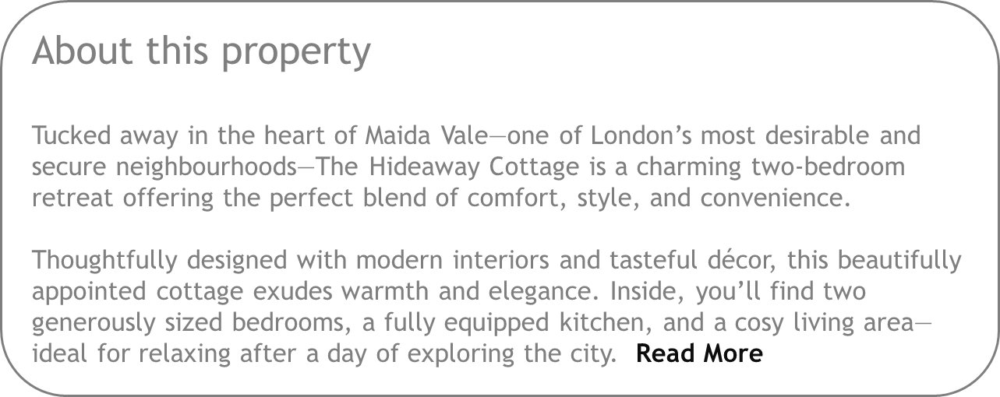 About this property
Tucked away in the heart of Maida Vale—one of London’s most desirable and
secure neighbourhoods—The Hideaway Cottage is a charming two-bedroom
retreat offering the perfect blend of comfort, style, and convenience.
Thoughtfully designed with modern interiors and tasteful décor, this beautifully
appointed cottage exudes warmth and elegance. Inside, you’ll find two
generously sized bedrooms, a fully equipped kitchen, and a cosy living area—
ideal for relaxing after a day of exploring the city. Read More